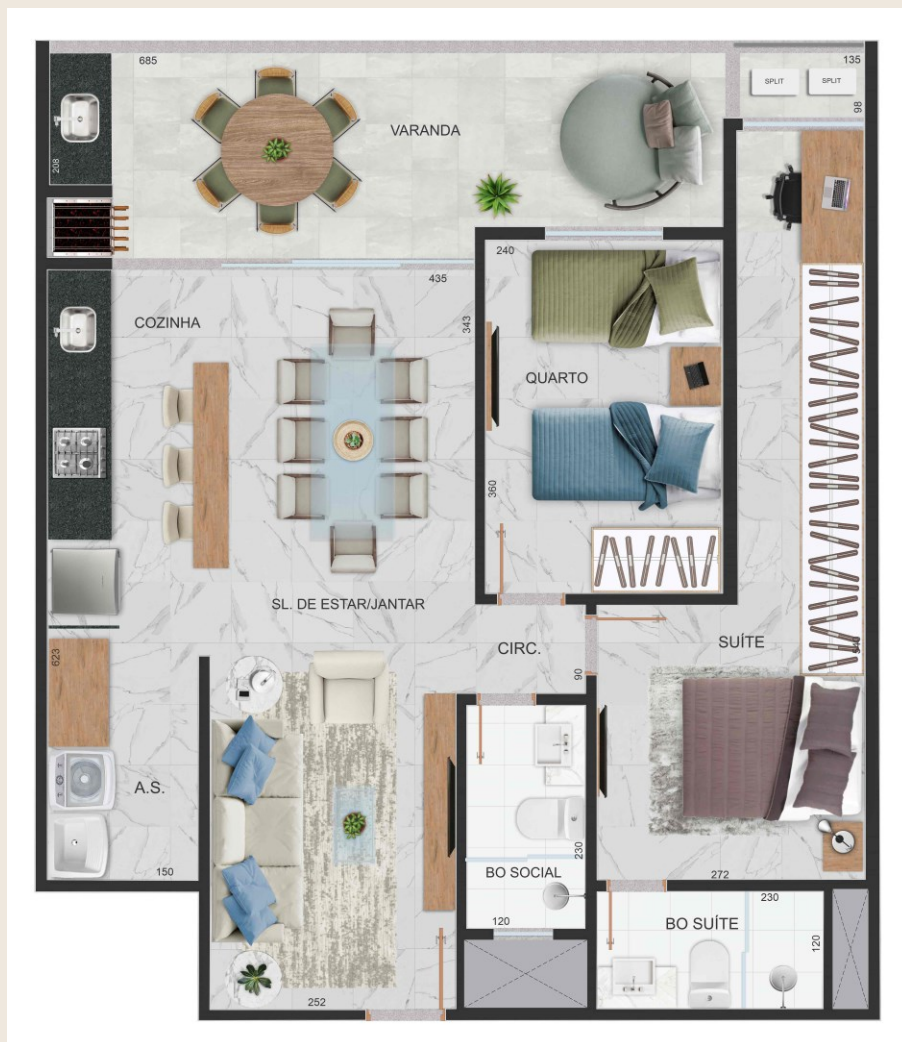 685
135
SPLIT
SPLIT
98
VARANDA
208
240
435
COZINHA
343
QUARTO
360
SL. DE ESTAR/JANTAR
623
CIRC.
SUÍTE
90
A.S.
150
230
BO SOCIAL
272
120
230
BO SUÍTE
120
252